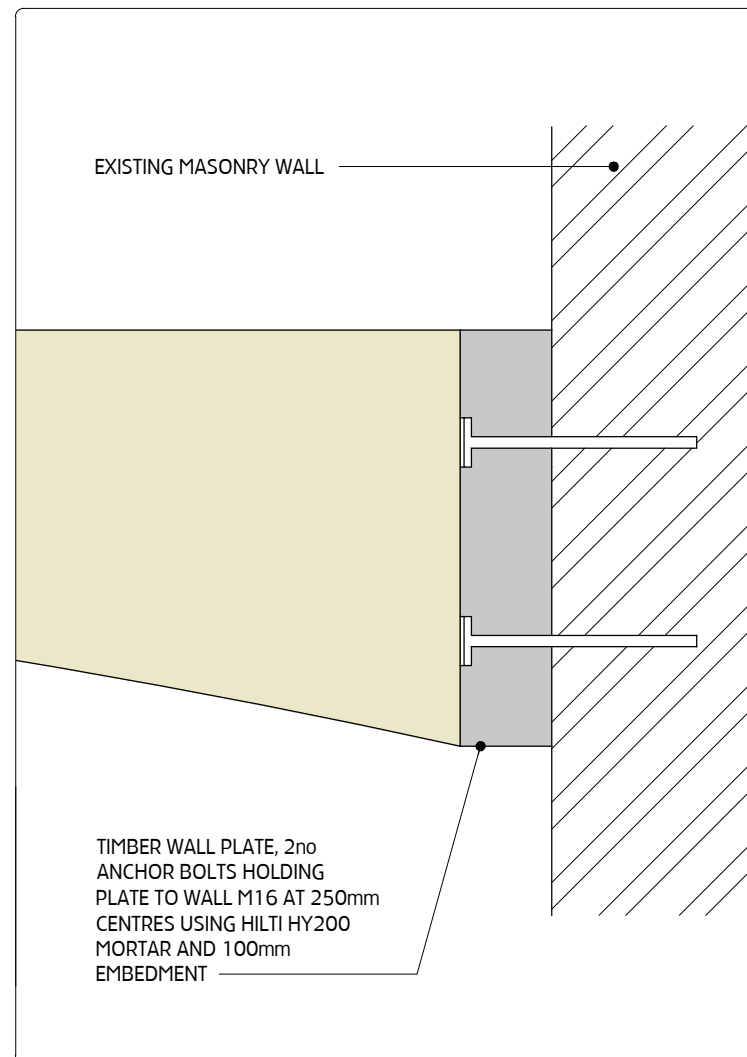 EXISTING MASONRY WALL
TIMBER WALL PLATE, 2no
ANCHOR BOLTS HOLDING
PLATE TO WALL M16 AT 250mm
CENTRES USING HILTI HY200
MORTAR AND 100mm
EMBEDMENT